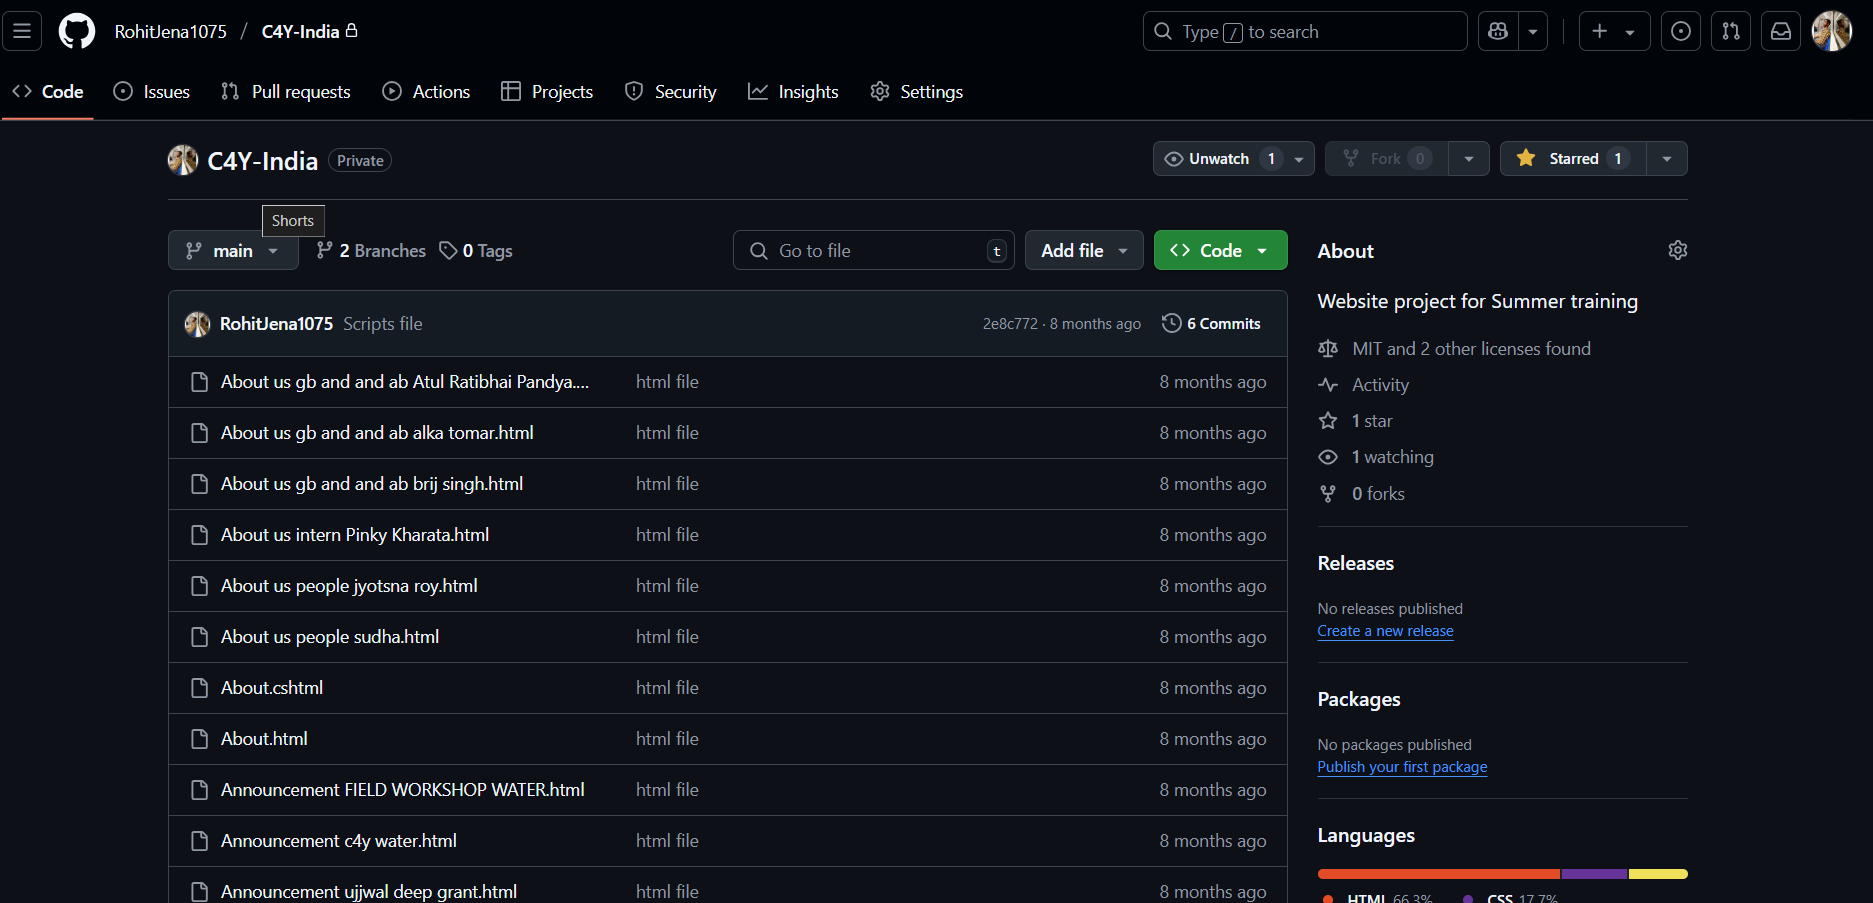 RohitJena1075 / C4Y-India
Type / to search
Code Issues Pull requests Actions Projects Security Insights Settings
C4Y-India Private
Unwatch 1 Fork 0 Starred 1
Shorts
main 2 Branches 0 Tags
Go to file t Add file Code
RohitJena1075 Scripts file 2e8c772 · 8 months ago 6 Commits
About us gb and and ab Atul Ratibhai Pandya.... html file 8 months ago
About us gb and and ab alka tomar.html html file 8 months ago
About us gb and and ab brij singh.html html file 8 months ago
About us intern Pinky Kharata.html html file 8 months ago
About us people jyotsna roy.html html file 8 months ago
About us people sudha.html html file 8 months ago
About.cshtml html file 8 months ago
About.html html file 8 months ago
Announcement FIELD WORKSHOP WATER.html html file 8 months ago
Announcement c4y water.html html file 8 months ago
Announcement ujjwal deep grant.html html file 8 months ago
About
Website project for Summer training
MIT and 2 other licenses found
Activity
1 star
1 watching
0 forks
Releases
No releases published
Create a new release
Packages
No packages published
Publish your first package
Languages
HTML 66.3% CSS 17.7%